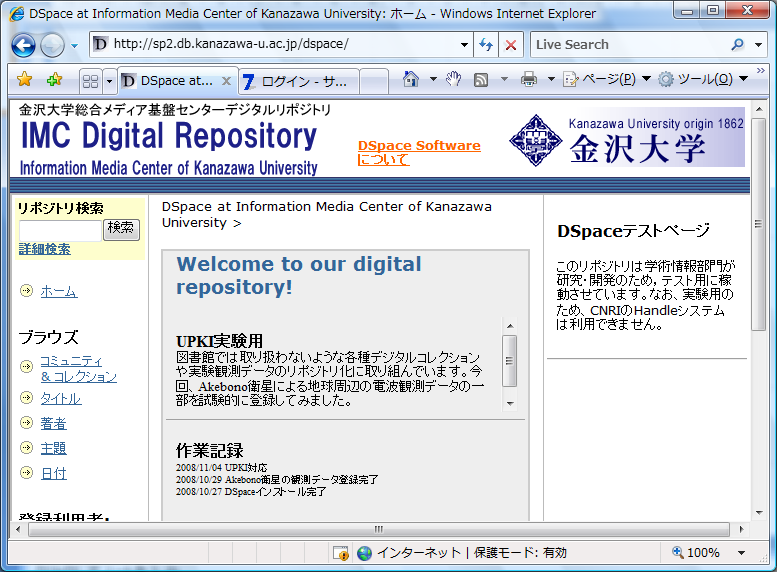 DSpace at Information Media Center of Kanazawa University: ホーム - Windows Internet Explorer
http://sp2.db.kanazawa-u.ac.jp/dspace/
Live Search
DSpace at...
ログイン - サ...
ページ(P)
ツール(O)
金沢大学総合メディア基盤センターデジタルリポジトリ
IMC Digital Repository
Information Media Center of Kanazawa University
DSpace Software
について
Kanazawa University origin 1862
金沢大学
リポジトリ検索
検索
詳細検索
ホーム
ブラウズ
コミュニティ
& コレクション
タイトル
著者
主題
日付
登録利用者:
DSpace at Information Media Center of Kanazawa
University >
Welcome to our digital
repository!
UPKI実験用
図書館では取り扱わないような各種デジタルコレクション
や実験観測データのリポジトリ化に取り組んでいます。今
回、Akebono衛星による地球周辺の電波観測データの一
部を試験的に登録してみました。
作業記録
2008/11/04 UPKI対応
2008/10/29 Akebono衛星の観測データ登録完了
2008/10/27 DSpaceインストール完了
DSpaceテストページ
このリポジトリは学術情報部門が
研究・開発のため，テスト用に稼
動させています。なお、実験用の
ため、CNRIのHandleシステム
は利用できません。
インターネット | 保護モード: 有効
100%